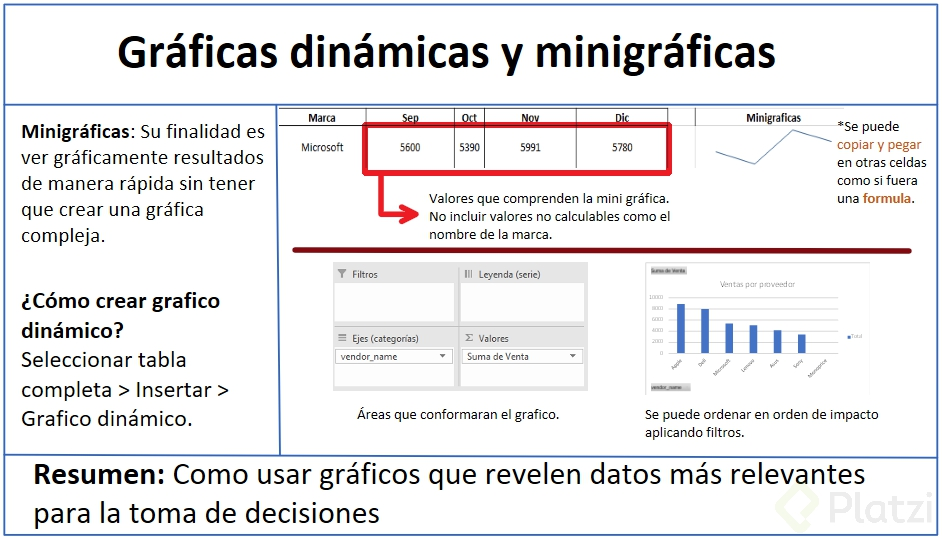 Gráficas dinámicas y minigráficas
Minigráficas: Su finalidad es
ver gráficamente resultados
de manera rápida sin tener
que crear una gráfica
compleja.
¿Cómo crear grafico
dinámico?
Seleccionar tabla
completa > Insertar >
Grafico dinámico.
Marca Sep Oct Nov Dic Minigraficas
Microsoft 5600 5390 5991 5780
*Se puede
copiar y pegar
en otras celdas
como si fuera
una formula.
Valores que comprenden la mini gráfica.
No incluir valores no calculables como el
nombre de la marca.
Filtros
Leyenda (serie)
Ejes (categorías)
Σ Valores
vendor_name
Suma de Venta
Áreas que conformaran el grafico.
Suma de Venta
Ventas por proveedor
10000
8000
6000
4000
2000
0
Apple Dell Microsoft Lenovo Acer Sony Monoprice
Total
vendor_name
Se puede ordenar en orden de impacto
aplicando filtros.
Resumen: Como usar gráficos que revelen datos más relevantes
para la toma de decisiones
Platzi